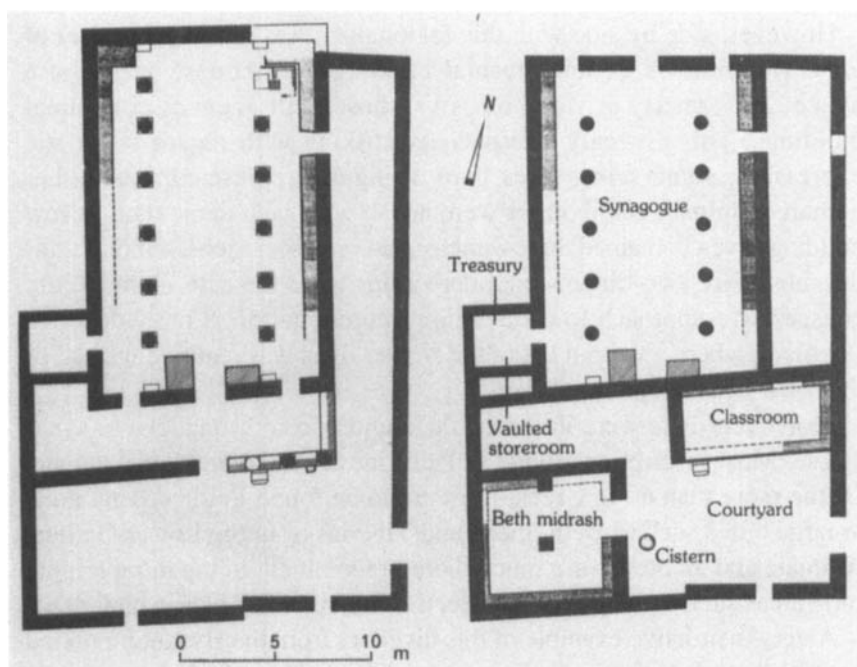 N
Synagogue
Treasury
Vaulted
storeroom
Classroom
Courtyard
Beth midrash
Cistern
0 5 10
m